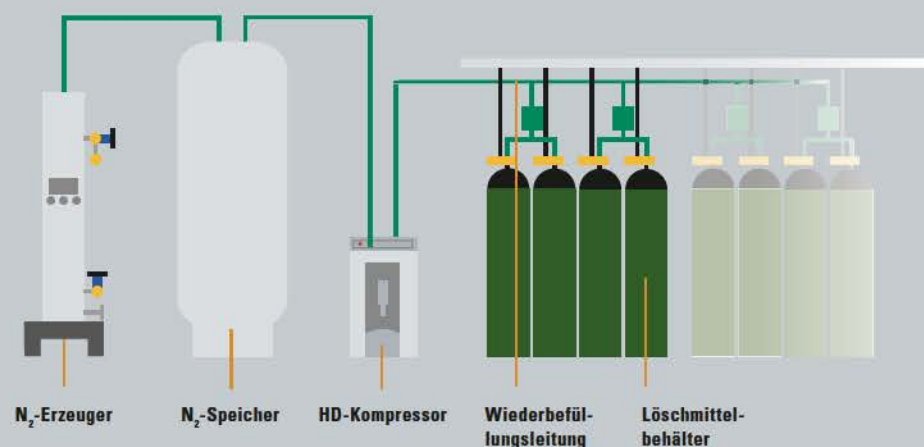 N₂-Erzeuger
N₂-Speicher
HD-Kompressor
Wiederbefül-
lungsleitung
Löschmittel-
behälter